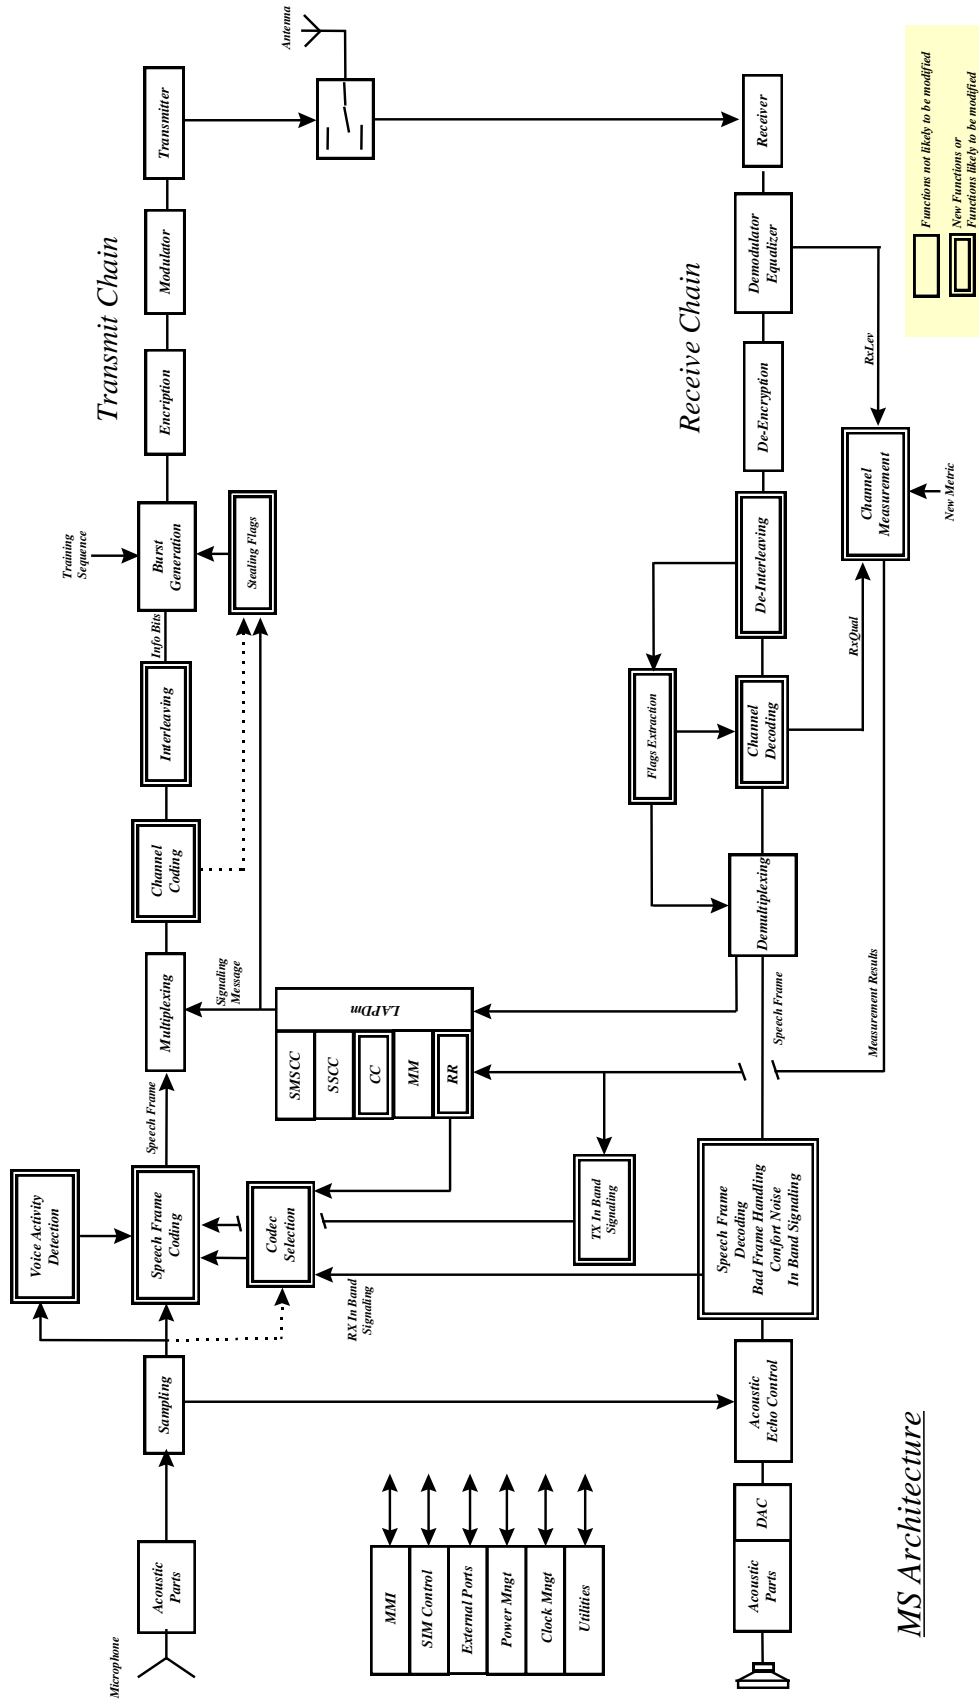 Microphone
Acoustic
Parts
Sampling
Voice Activity
Detection
Speech Frame
Coding
Speech Frame
Multiplexing
Channel
Coding
Interleaving
Info Bits
Training
Sequence
Burst
Generation
Encription
Modulator
Transmitter
Transmit Chain
Antenna
Stealing Flags
Signaling
Message
Codec
Selection
RX In Band
Signaling
SMSCC
SSCC
CC
MM
RR
LAPDm
TX In Band
Signaling
MMI
SIM Control
External Ports
Power Mngt
Clock Mngt
Utilities
Receive Chain
Acoustic
Parts
DAC
Acoustic
Echo Control
Speech Frame
Decoding
Bad Frame Handling
Confort Noise
In Band Signaling
Speech Frame
Demultiplexing
Flags Extraction
Channel
Decoding
De-Interleaving
De-Encryption
Demodulator
Equalizer
Receiver
RxQual
RxLev
Channel
Measurement
New Metric
Measurement Results
MS Architecture
Functions not likely to be modified
New Functions or
Functions likely to be modified